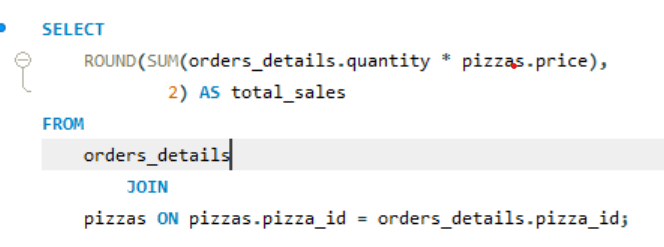 SELECT
ROUND(SUM(orders_details.quantity * pizzas.price),
2) AS total_sales
FROM
orders_details
JOIN
pizzas ON pizzas.pizza_id = orders_details.pizza_id;